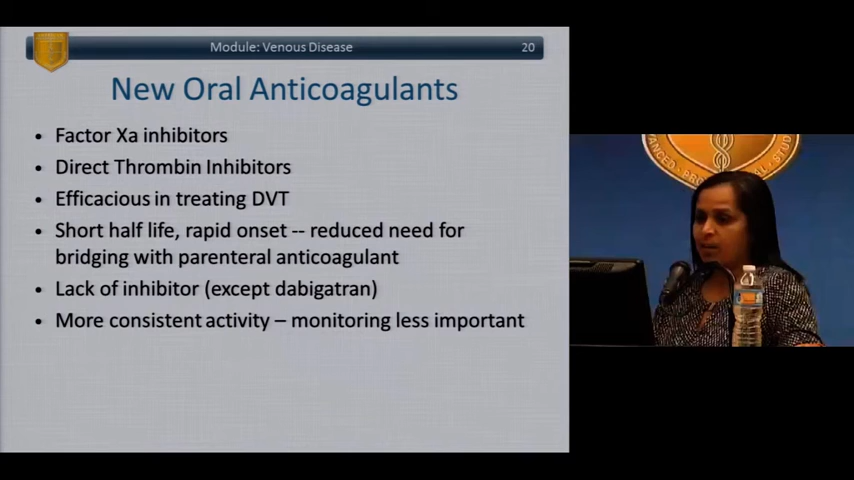 Module: Venous Disease
20
New Oral Anticoagulants
• Factor Xa inhibitors
• Direct Thrombin Inhibitors
• Efficacious in treating DVT
• Short half life, rapid onset -- reduced need for
bridging with parenteral anticoagulant
• Lack of inhibitor (except dabigatran)
• More consistent activity – monitoring less important